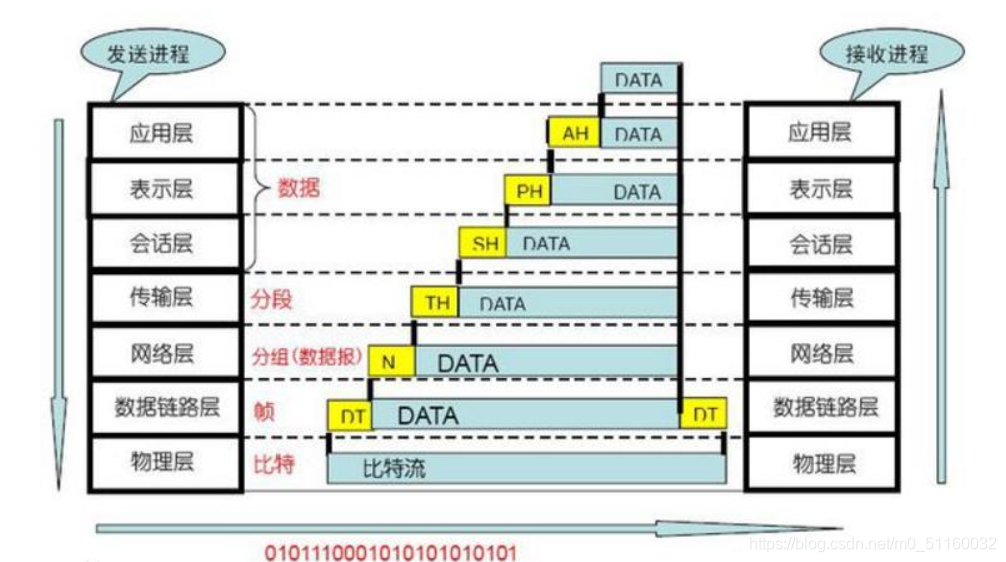 发送进程
接收进程
DATA
应用层
AH
DATA
应用层
表示层
数据
PH
DATA
表示层
会话层
SH
DATA
会话层
传输层
分段
TH
DATA
传输层
网络层
分组(数据报)
N
DATA
网络层
数据链路层
帧
DT
DATA
DT
数据链路层
物理层
比特
比特流
物理层
0101110001010101010101
https://blog.csdn.net/m0_51160032